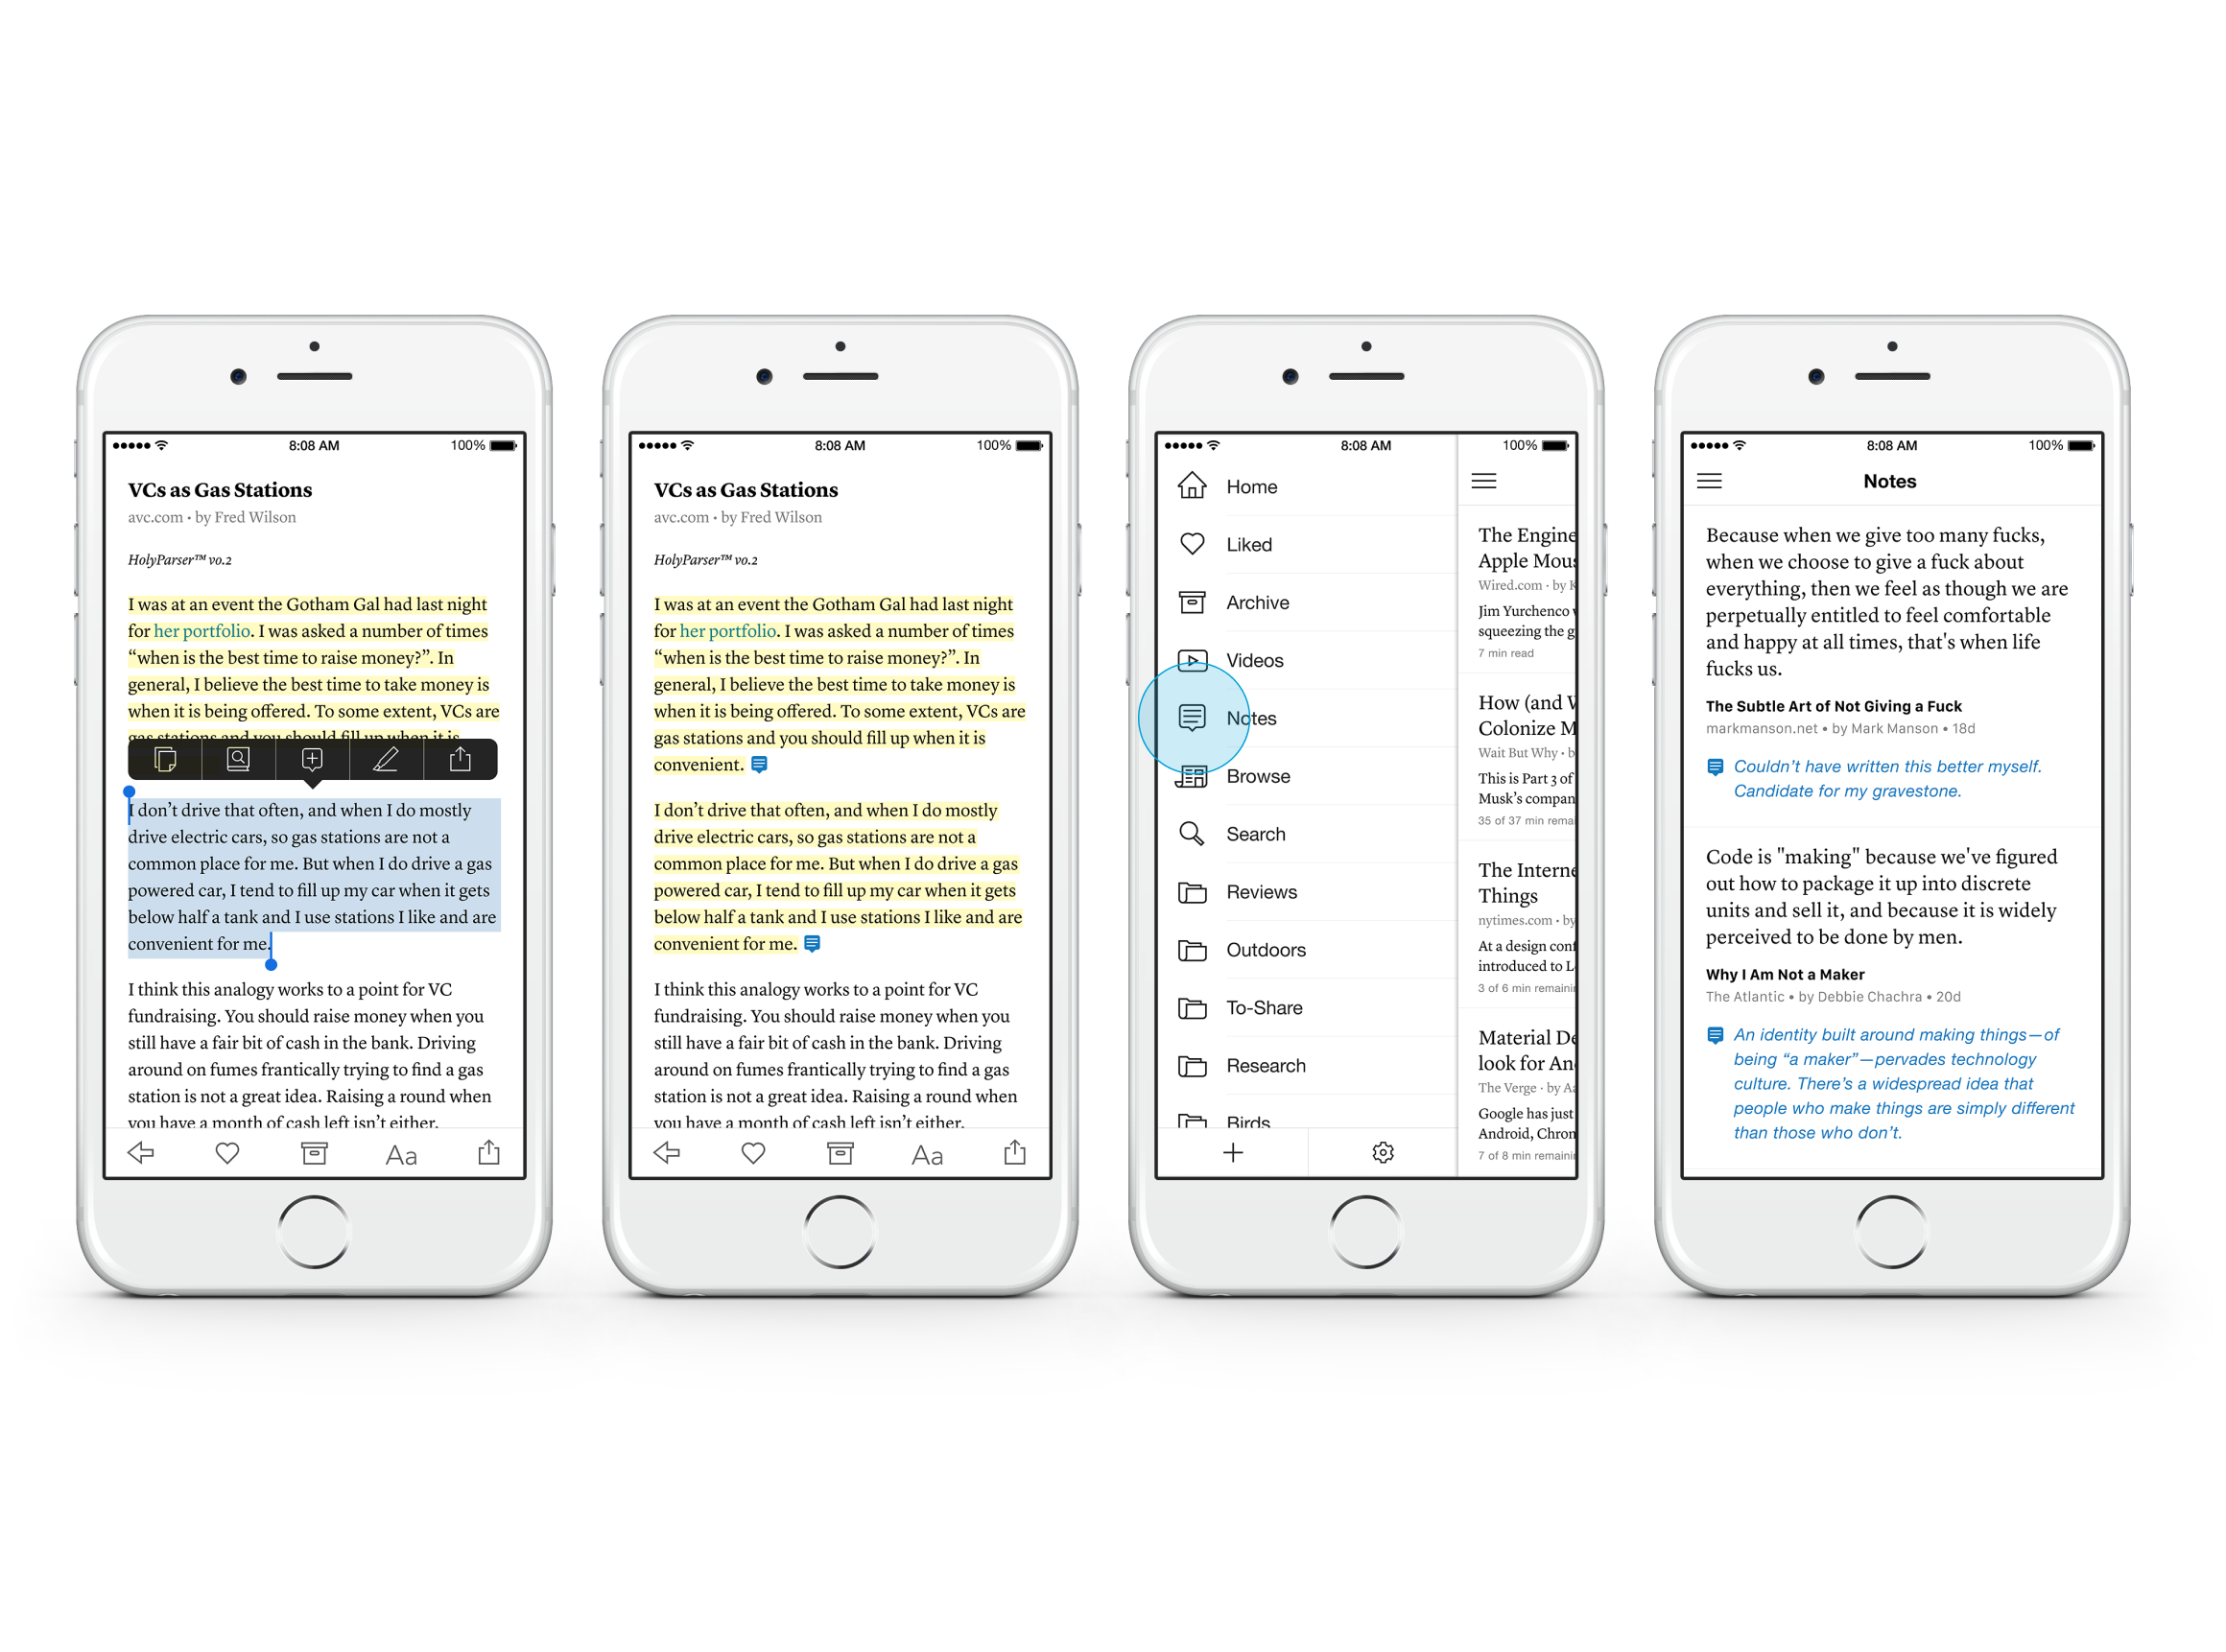 8:08 AM
100%
VCs as Gas Stations
avc.com • by Fred Wilson
HolyParser™ v0.2
I was at an event the Gotham Gal had last night
for her portfolio. I was asked a number of times
“when is the best time to raise money?”. In
general, I believe the best time to take money is
when it is being offered. To some extent, VCs are
gas stations and you should fill up when it is
I don’t drive that often, and when I do mostly
drive electric cars, so gas stations are not a
common place for me. But when I do drive a gas
powered car, I tend to fill up my car when it gets
below half a tank and I use stations I like and are
convenient for me.
I think this analogy works to a point for VC
fundraising. You should raise money when you
still have a fair bit of cash in the bank. Driving
around on fumes frantically trying to find a gas
station is not a great idea. Raising a round when
you have a month of cash left isn’t either.
Aa
8:08 AM
100%
VCs as Gas Stations
avc.com • by Fred Wilson
HolyParser™ v0.2
I was at an event the Gotham Gal had last night
for her portfolio. I was asked a number of times
“when is the best time to raise money?”. In
general, I believe the best time to take money is
when it is being offered. To some extent, VCs are
gas stations and you should fill up when it is
convenient.
I don’t drive that often, and when I do mostly
drive electric cars, so gas stations are not a
common place for me. But when I do drive a gas
powered car, I tend to fill up my car when it gets
below half a tank and I use stations I like and are
convenient for me.
I think this analogy works to a point for VC
fundraising. You should raise money when you
still have a fair bit of cash in the bank. Driving
around on fumes frantically trying to find a gas
station is not a great idea. Raising a round when
you have a month of cash left isn’t either.
Aa
8:08 AM
100%
Home
Liked
Archive
Videos
Notes
Browse
Search
Reviews
Outdoors
To-Share
Research
Birds
The Engine
Apple Mous
Wired.com · by K
Jim Yurchenco
squeezing the g
7 min read
How (and W
Colonize M
Wait But Why · b
This is Part 3 of
Musk’s compan
35 of 37 min remai
The Interne
Things
nytimes.com · by
At a design conf
introduced to L
3 of 6 min remainin
Material De
look for An
The Verge · by Aa
Google has just
Android, Chrom
7 of 8 min remainin
8:08 AM
100%
Notes
Because when we give too many fucks,
when we choose to give a fuck about
everything, then we feel as though we are
perpetually entitled to feel comfortable
and happy at all times, that's when life
fucks us.
The Subtle Art of Not Giving a Fuck
markmanson.net • by Mark Manson • 18d
Couldn’t have written this better myself.
Candidate for my gravestone.
Code is "making" because we've figured
out how to package it up into discrete
units and sell it, and because it is widely
perceived to be done by men.
Why I Am Not a Maker
The Atlantic • by Debbie Chachra • 20d
An identity built around making things—of
being “a maker”—pervades technology
culture. There’s a widespread idea that
people who make things are simply different
than those who don’t.